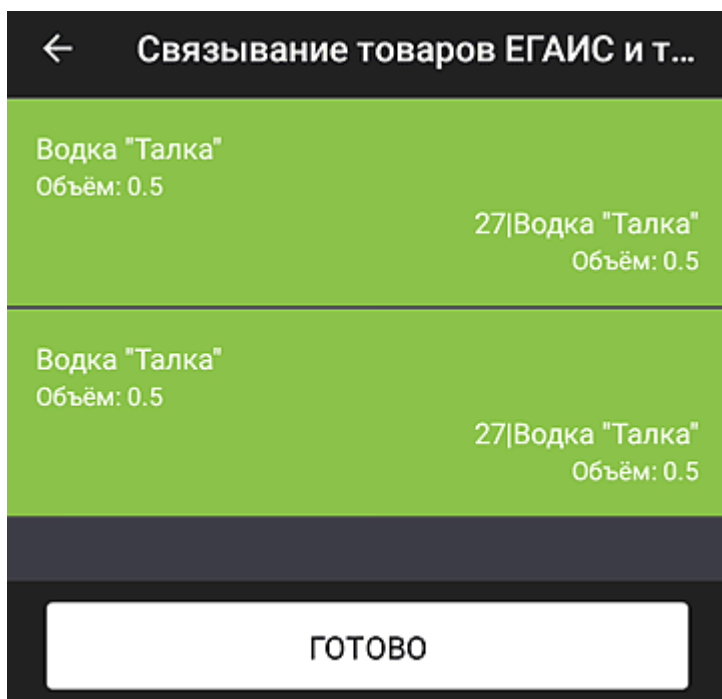 Связывание товаров ЕГАИС и т...
Водка "Талка"
Объём: 0.5
27|Водка "Талка"
Объём: 0.5
Водка "Талка"
Объём: 0.5
27|Водка "Талка"
Объём: 0.5
ГОТОВО